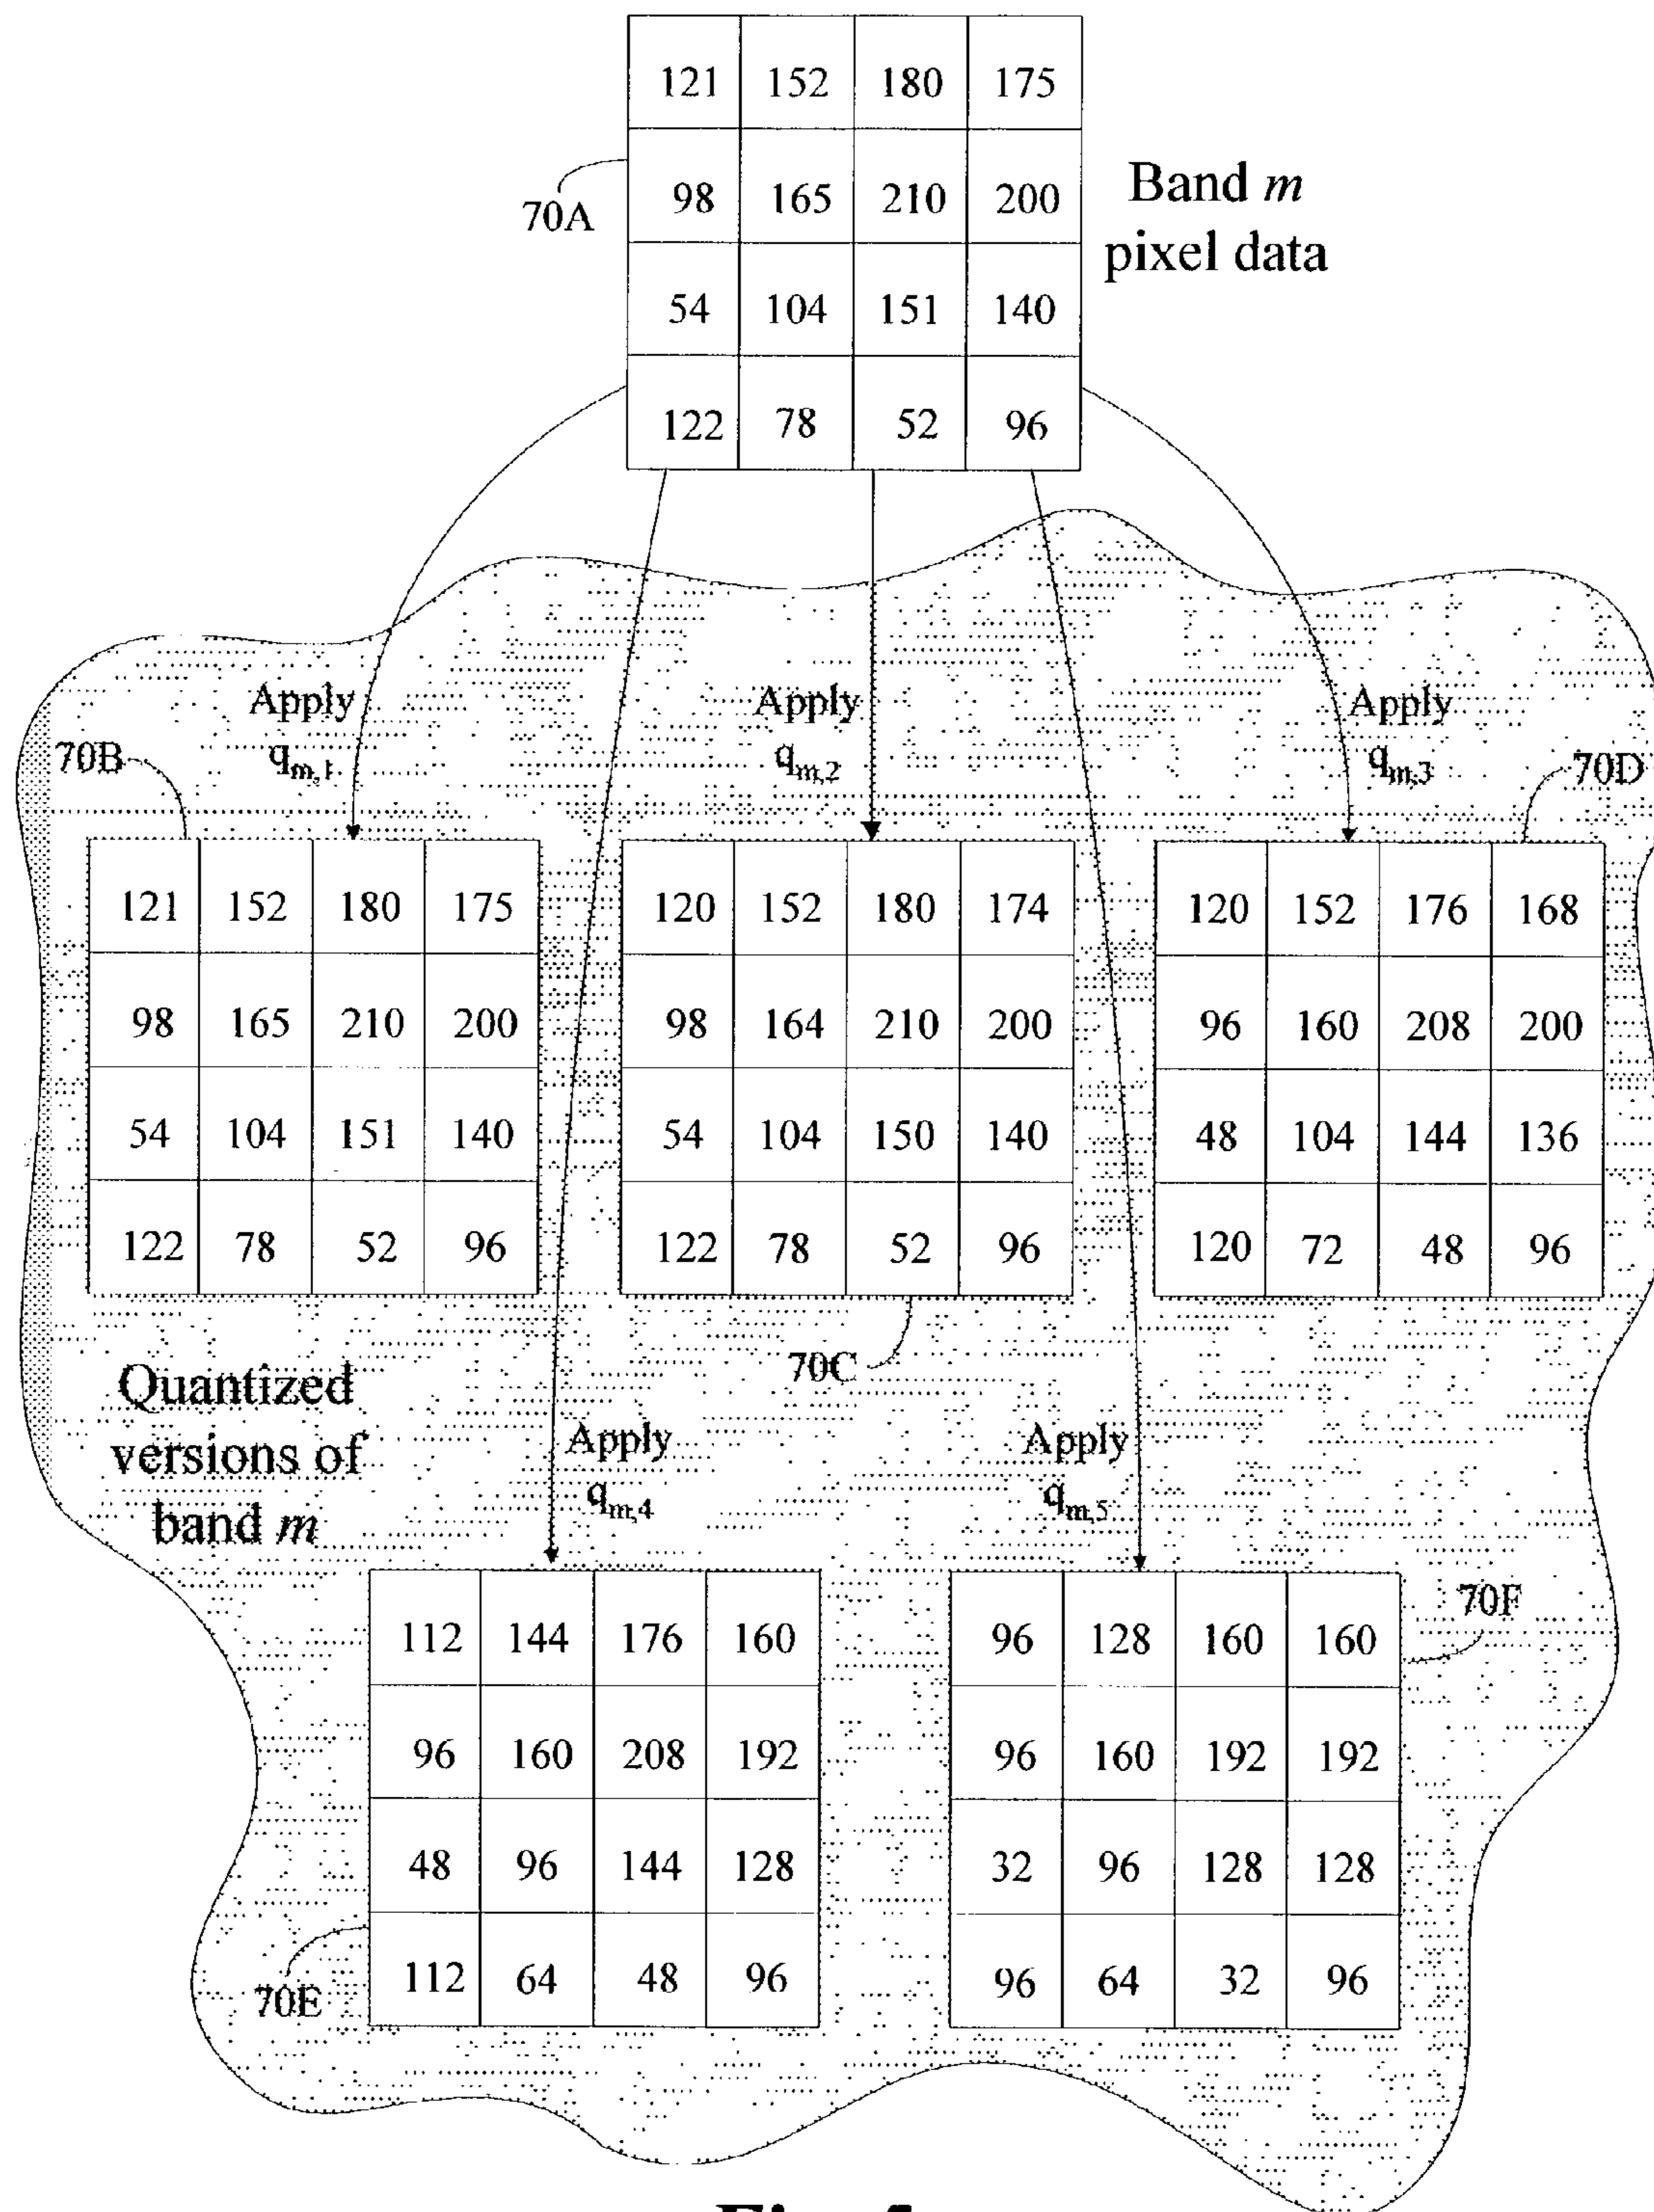 121 152 180 175
98 165 210 200
54 104 151 140
122 78 52 96
70A
Band m
pixel data
Apply
qm,1
Apply
qm,2
Apply
qm,3
70B
70D
121 152 180 175
98 165 210 200
54 104 151 140
122 78 52 96
120 152 180 174
98 164 210 200
54 104 150 140
122 78 52 96
120 152 176 168
96 160 208 200
48 104 144 136
120 72 48 96
70C
Quantized
versions of
band m
Apply
qm,4
Apply
qm,5
112 144 176 160
96 160 208 192
48 96 144 128
112 64 48 96
70E
96 128 160 160
96 160 192 192
32 96 128 128
96 64 32 96
70F